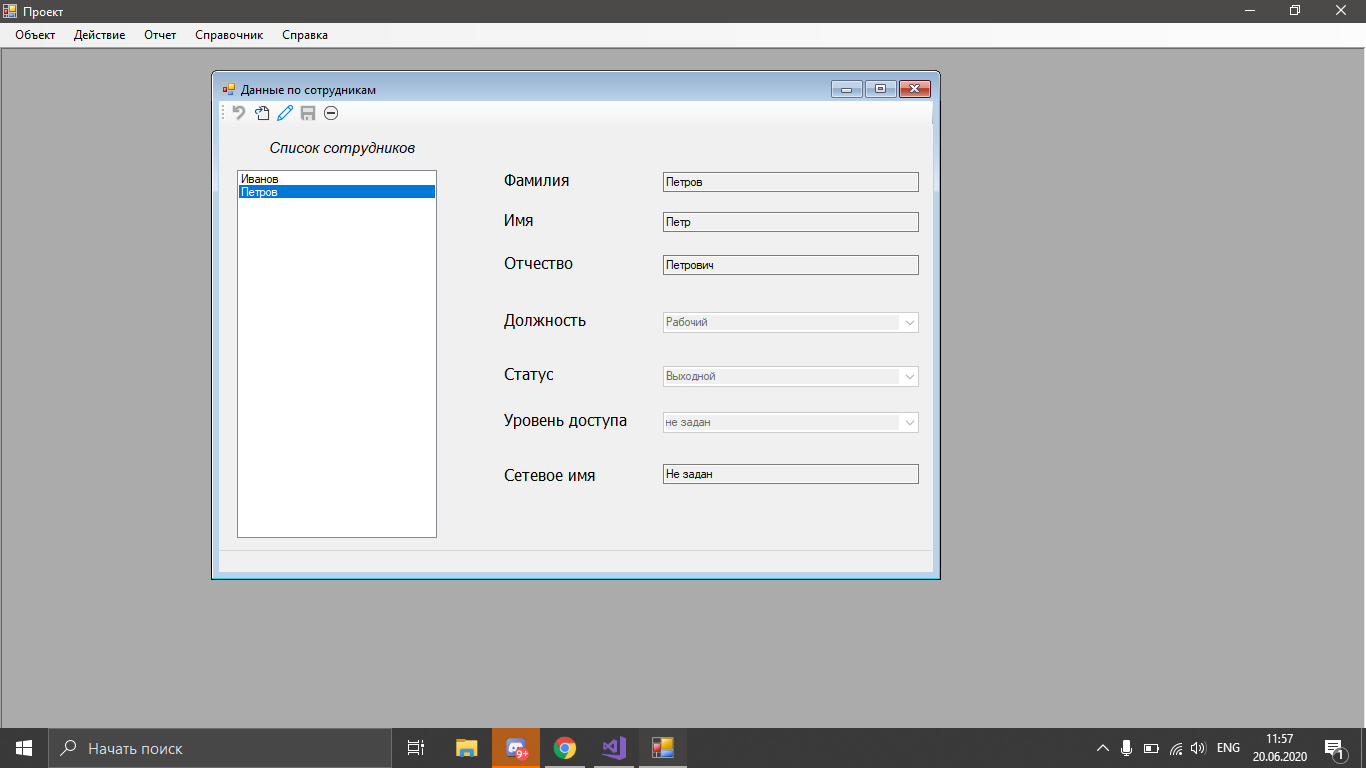 Проект
Объект Действие Отчет Справочник Справка
Данные по сотрудникам
Список сотрудников
Иванов
Петров
Фамилия Петров
Имя Петр
Отчество Петрович
Должность Рабочий
Статус Выходной
Уровень доступа не задан
Сетевое имя Не задан
Начать поиск
9+
ENG
11:57
20.06.2020
1